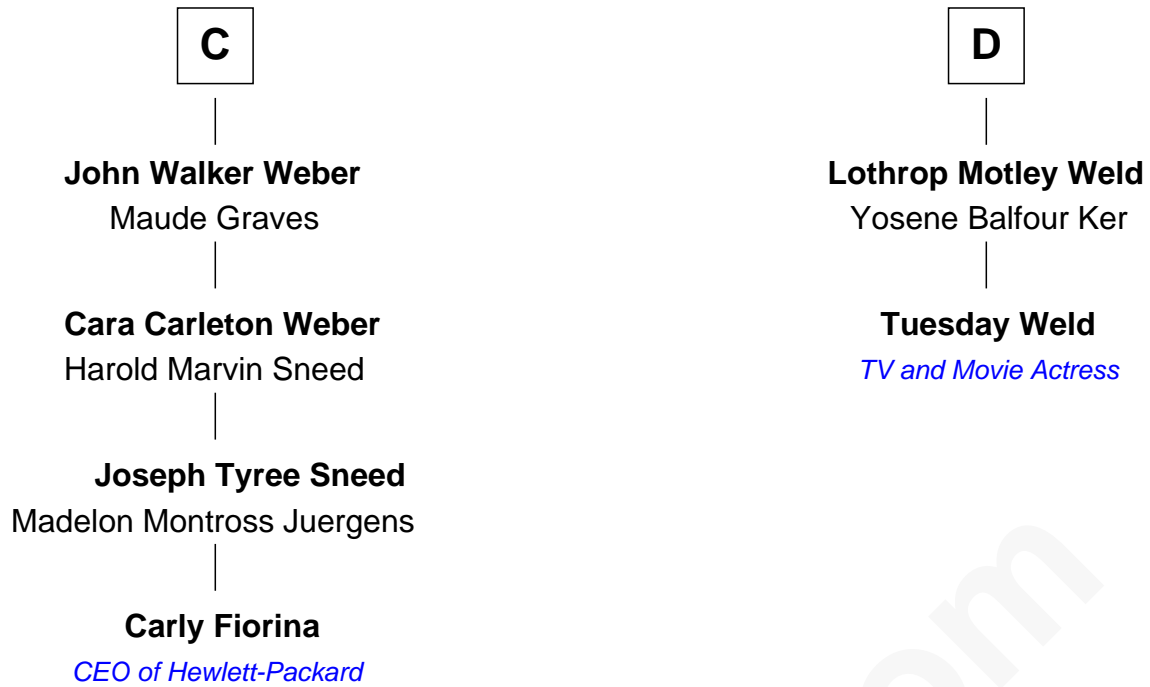 C
John Walker Weber
Maude Graves
Cara Carleton Weber
Harold Marvin Sneed
Joseph Tyree Sneed
Madelon Montross Juergens
Carly Fiorina
CEO of Hewlett-Packard
D
Lothrop Motley Weld
Yosene Balfour Ker
Tuesday Weld
TV and Movie Actress
om